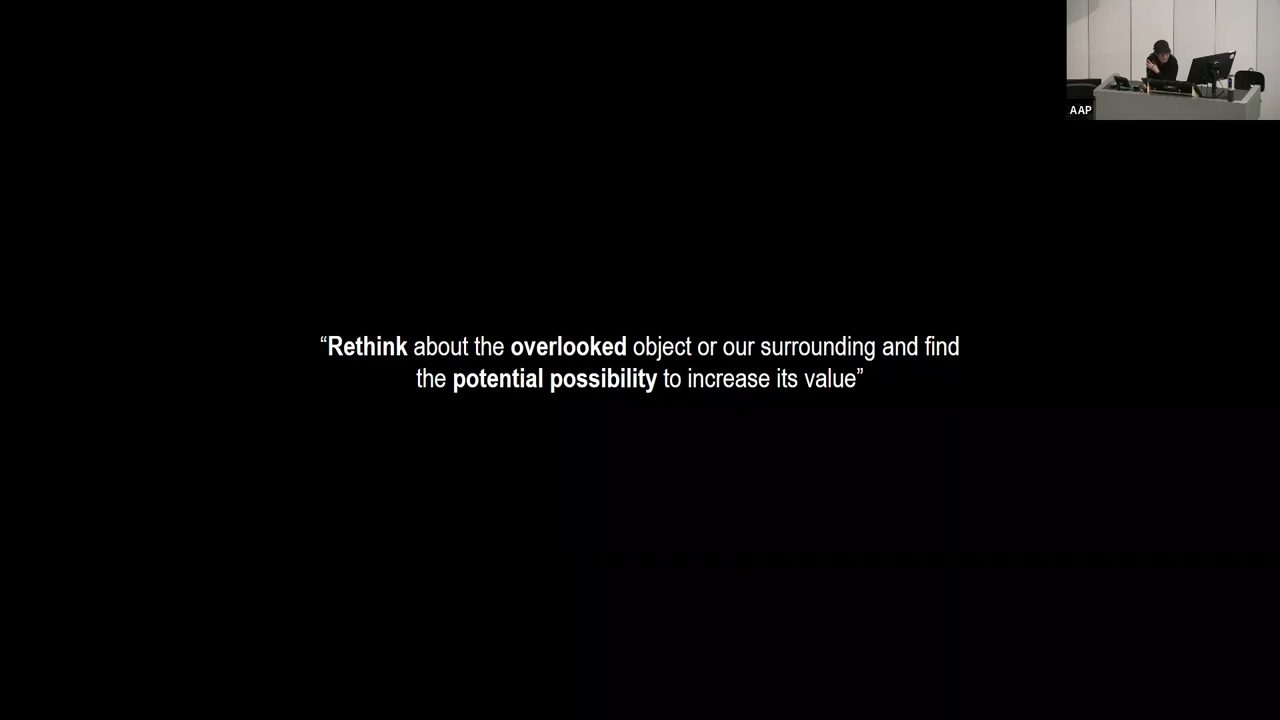 AAP
“Rethink about the overlooked object or our surrounding and find
the potential possibility to increase its value”